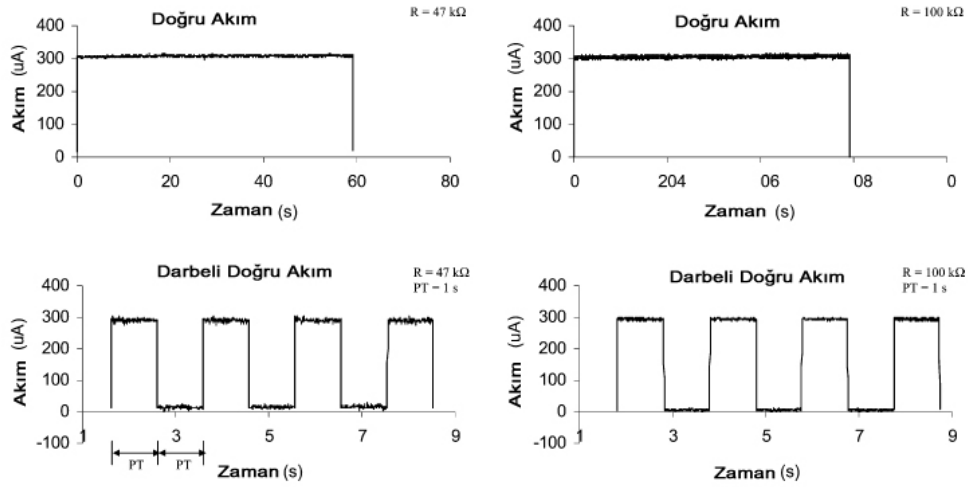 Doğru Akım
R = 47 kΩ
400
300
200
100
0
Akım (uA)
0 20 40 60 80
Zaman (s)
Doğru Akım
R = 100 kΩ
400
300
200
100
0
Akım (uA)
0 204 06 08 0
Zaman (s)
Darbeli Doğru Akım
R = 47 kΩ
PT = 1 s
400
300
200
100
0
-100
Akım (uA)
1 3 5 7 9
PT PT
Zaman (s)
Darbeli Doğru Akım
R = 100 kΩ
PT = 1 s
400
300
200
100
0
-100
Akım (uA)
1 3 5 7 9
Zaman (s)